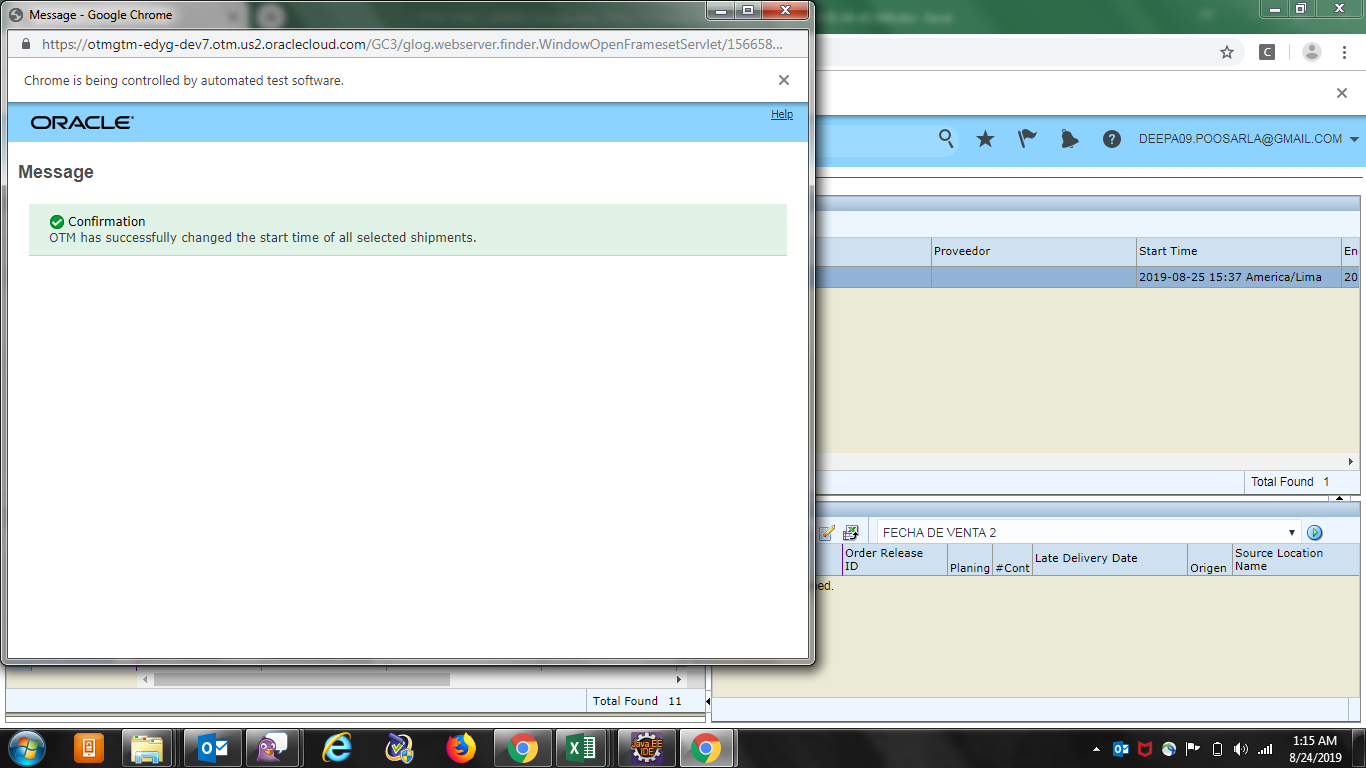 Message - Google Chrome
https://otmgtm-edyg-dev7.otm.us2.oraclecloud.com/GC3/glog.webserver.finder.WindowOpenFramesetServlet/156658...
Chrome is being controlled by automated test software.
ORACLE
Help
Message
Confirmation
OTM has successfully changed the start time of all selected shipments.
C
DEEPA09.POOSARLA@GMAIL.COM
Proveedor
Start Time
En
2019-08-25 15:37 America/Lima
20
Total Found 1
FECHA DE VENTA 2
Order Release ID
Planing
#Cont
Late Delivery Date
Origen
Source Location Name
ed.
Total Found 11
Java EE
IDE
1:15 AM
8/24/2019